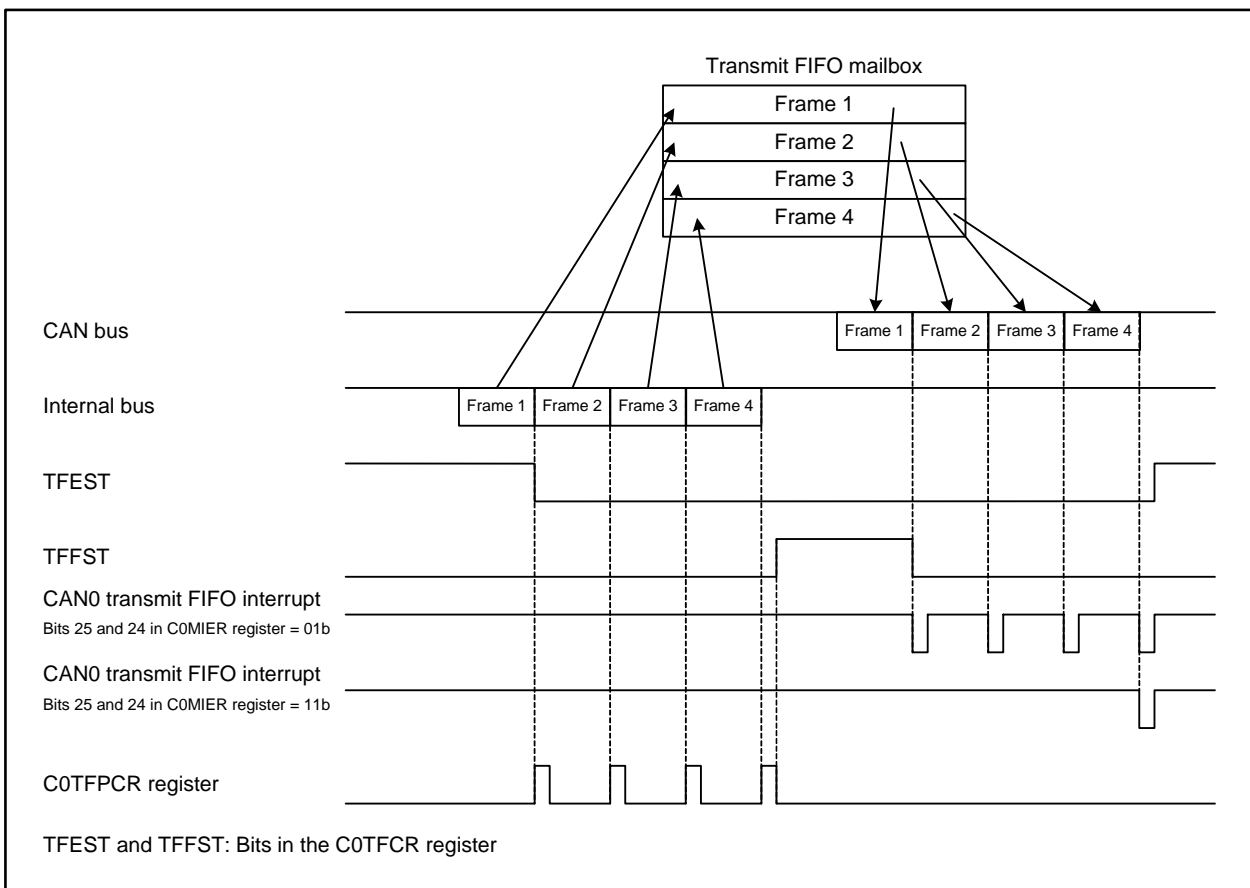 Transmit FIFO mailbox
Frame 1
Frame 2
Frame 3
Frame 4
CAN bus
Frame 1 Frame 2 Frame 3 Frame 4
Internal bus
Frame 1 Frame 2 Frame 3 Frame 4
TFEST
TFFST
CAN0 transmit FIFO interrupt
Bits 25 and 24 in C0MIER register = 01b
CAN0 transmit FIFO interrupt
Bits 25 and 24 in C0MIER register = 11b
C0TFPCR register
TFEST and TFFST: Bits in the C0TFCR register